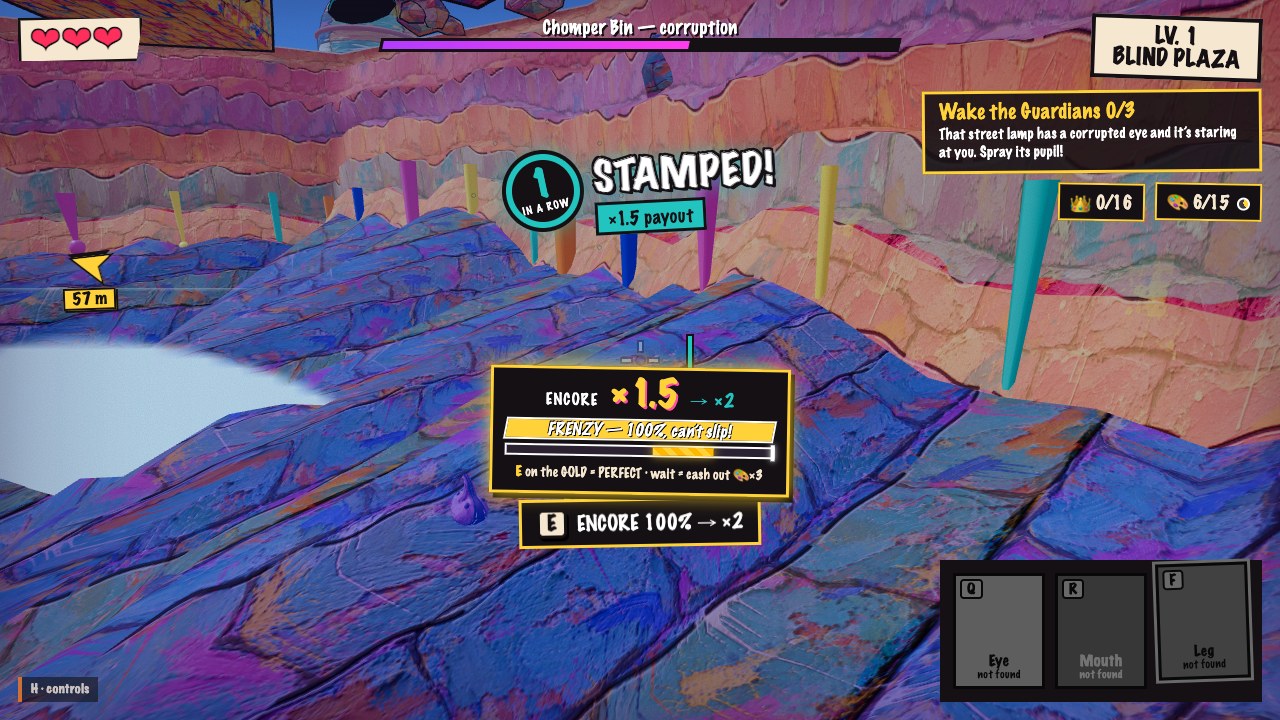 Chomper Bin — corruption
LV. 1
BLIND PLAZA
Wake the Guardians 0/3
That street lamp has a corrupted eye and it's staring
at you. Spray its pupil!
0/16
6/15
1
IN A ROW
STAMPED!
×1.5 payout
57 m
ENCORE ×1.5 → ×2
FRENZY — 100%, can't slip!
E on the GOLD = PERFECT · wait = cash out ×3
E ENCORE 100% → ×2
Q
Eye
not found
R
Mouth
not found
F
Leg
not found
H · controls